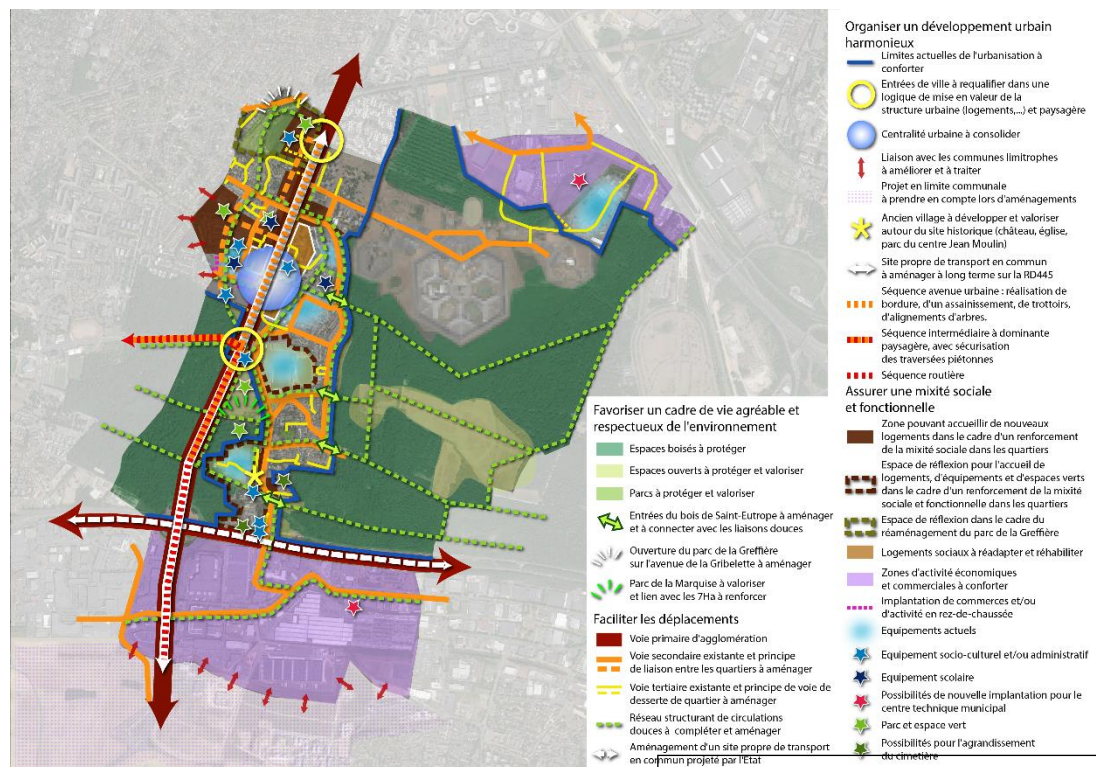 Organiser un développement urbain
harmonieux
Limites actuelles de l'urbanisation à
conforter
Entrées de ville à requalifier dans une
logique de mise en valeur de la
structure urbaine (logements,...) et paysagère
Centralité urbaine à consolider
Liaison avec les communes limitrophes
à améliorer et à traiter
Projet en limite communale
à prendre en compte lors d'aménagements
Ancien village à développer et valoriser
autour du site historique (château, église,
parc du centre Jean Moulin)
Site propre de transport en commun
à aménager à long terme sur la RD445
Séquence avenue urbaine : réalisation de
bordure, d'un assainissement, de trottoirs,
d'alignements d'arbres.
Séquence intermédiaire à dominante
paysagère, avec sécurisation
des traversées piétonnes
Séquence routière
Assurer une mixité sociale
et fonctionnelle
Zone pouvant accueillir de nouveaux
logements dans le cadre d'un renforcement
de la mixité sociale dans les quartiers
Espace de réflexion pour l'accueil de
logements, d'équipements et d'espaces verts
dans le cadre d'un renforcement de la mixité
sociale et fonctionnelle dans les quartiers
Espace de réflexion dans le cadre du
réaménagement du parc de la Greffière
Logements sociaux à réadapter et réhabiliter
Zones d'activité économiques
et commerciales à conforter
Implantation de commerces et/ou
d'activité en rez-de-chaussée
Equipements actuels
Equipement socio-culturel et/ou administratif
Equipement scolaire
Possibilités de nouvelle implantation pour le
centre technique municipal
Parc et espace vert
Possibilités pour l'agrandissement
du cimetière
Favoriser un cadre de vie agréable et
respectueux de l'environnement
Espaces boisés à protéger
Espaces ouverts à protéger et valoriser
Parcs à protéger et valoriser
Entrées du bois de Saint-Eutrope à aménager
et à connecter avec les liaisons douces
Ouverture du parc de la Greffière
sur l'avenue de la Gribelette à aménager
Parc de la Marquise à valoriser
et lien avec les 7Ha à renforcer
Faciliter les déplacements
Voie primaire d'agglomération
Voie secondaire existante et principe
de liaison entre les quartiers à aménager
Voie tertiaire existante et principe de voie de
desserte de quartier à aménager
Réseau structurant de circulations
douces à compléter et aménager
Aménagement d'un site propre de transport
en commun projeté par l'Etat